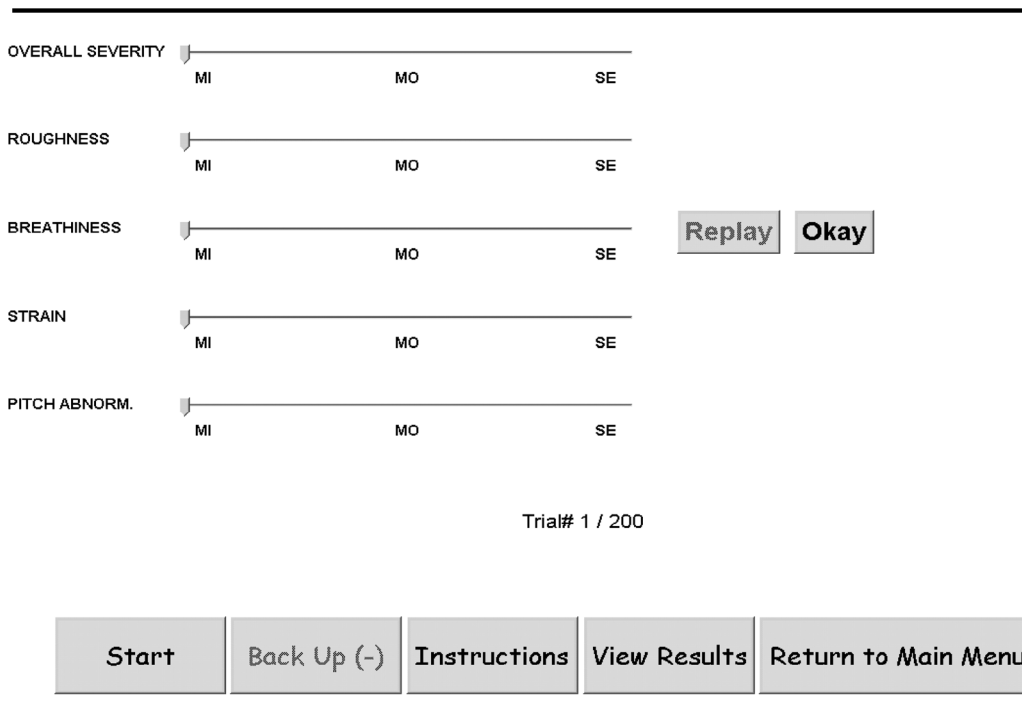 OVERALL SEVERITY
MI MO SE
ROUGHNESS
MI MO SE
BREATHINESS
Replay Okay
MI MO SE
STRAIN
MI MO SE
PITCH ABNORM.
MI MO SE
Trial# 1 / 200
Start Back Up (-) Instructions View Results Return to Main Menu